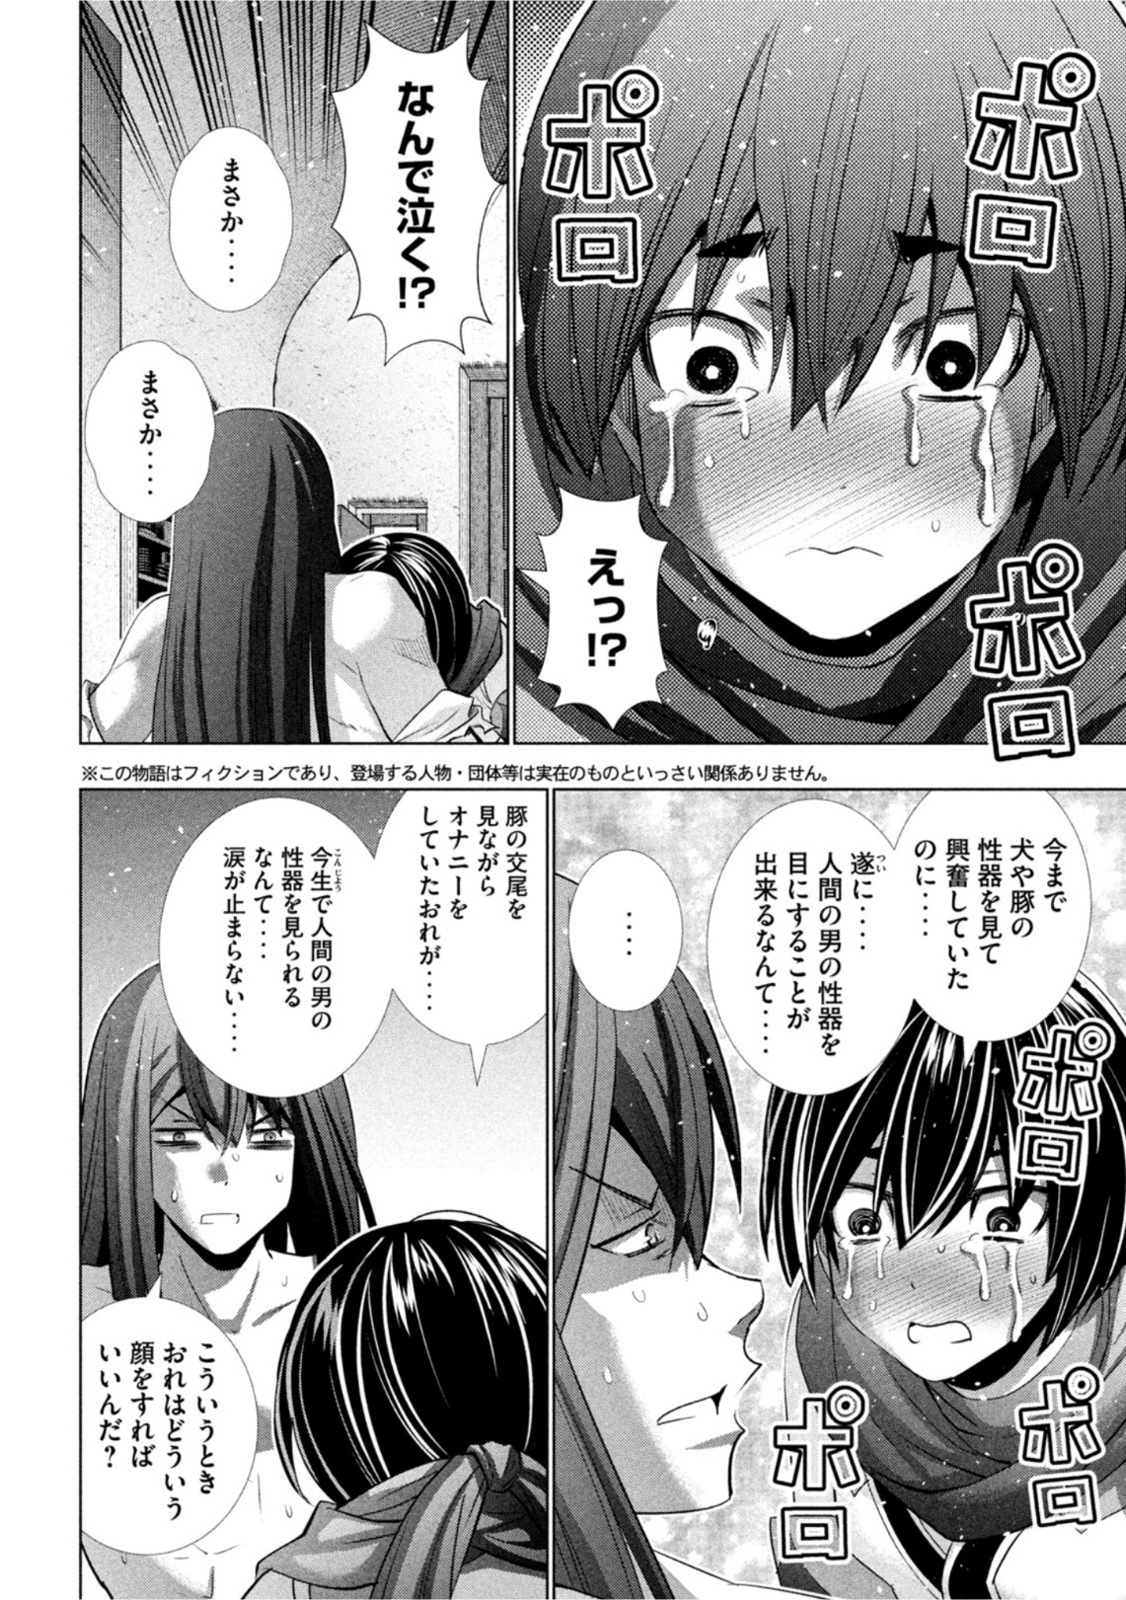 ポロ
ポロ
ポロ
えっ!?
なんで泣く!?
まさか‥‥
まさか‥‥
※この物語はフィクションであり、登場する人物・団体等は実在のものといっさい関係ありません。
今まで
犬や豚の
性器を見て
興奮していた
のに‥‥
遂に‥‥
つい
人間の男の性器を
目にすることが
出来るなんて‥‥
‥‥
ポロ
ポロ
ポロ
豚の交尾を
見ながら
オナニーを
していたおれが‥‥
今生で人間の男の
こんじょう
性器を見られる
なんて‥‥
涙が止まらない‥‥
こういうとき
おれはどういう
顔をすれば
いいんだ？